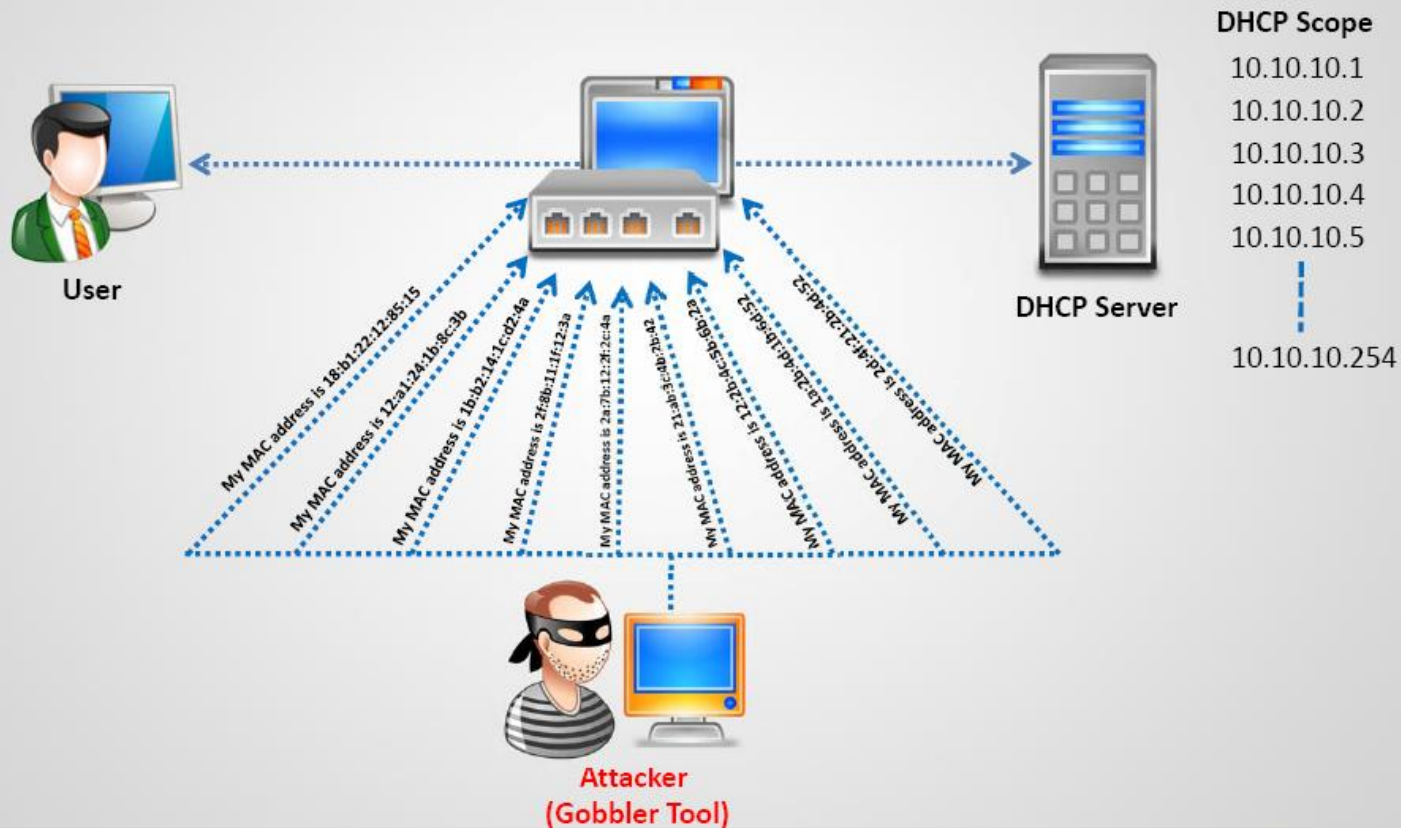 DHCP Scope
10.10.10.1
10.10.10.2
10.10.10.3
10.10.10.4
10.10.10.5
10.10.10.254
User
DHCP Server
My MAC address is 18:b1:22:12:85:15
My MAC address is 12:a1:24:1b:8c:3b
My MAC address is 1b:b2:14:1c:d2:4a
My MAC address is 2f:8b:11:1f:12:3a
My MAC address is 2a:7b:12:2f:2c:4a
My MAC address is 21:ab:3c:4b:2b:42
My MAC address is 12:2b:4c:5b:6b:2a
My MAC address is 1a:2b:4d:1b:6d:52
My MAC address is 2d:4f:21:2b:4d:52
Attacker
(Gobbler Tool)